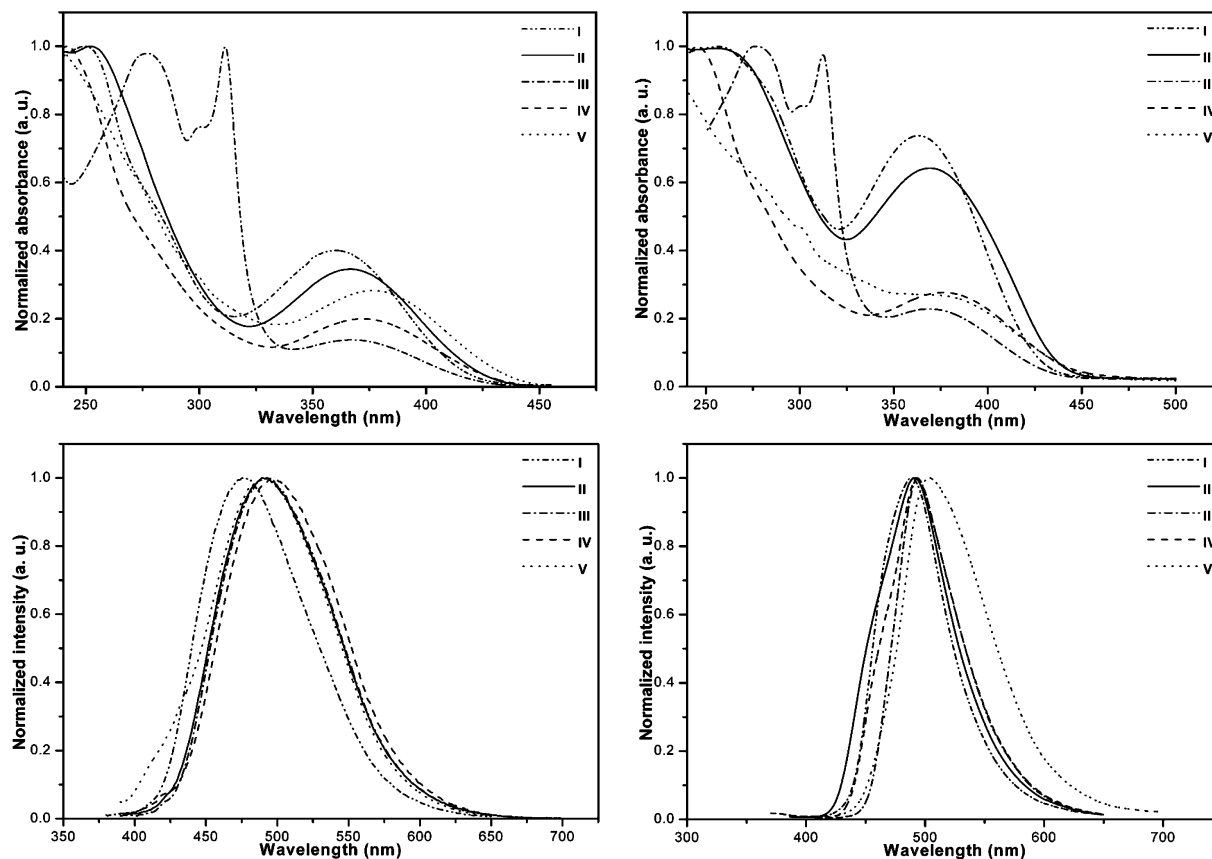 1.0
0.8
0.6
0.4
0.2
0.0
Normalized absorbance (a. u.)
I
II
III
IV
V
250 300 350 400 450
Wavelength (nm)
1.0
0.8
0.6
0.4
0.2
0.0
Normalized absorbance (a. u.)
I
II
II
IV
V
250 300 350 400 450 500
Wavelength (nm)
1.0
0.8
0.6
0.4
0.2
0.0
Normalized intensity (a. u.)
I
II
III
IV
V
350 400 450 500 550 600 650 700
Wavelength (nm)
1.0
0.8
0.6
0.4
0.2
0.0
Normalized intensity (a. u.)
I
II
II
IV
V
300 400 500 600 700
Wavelength (nm)